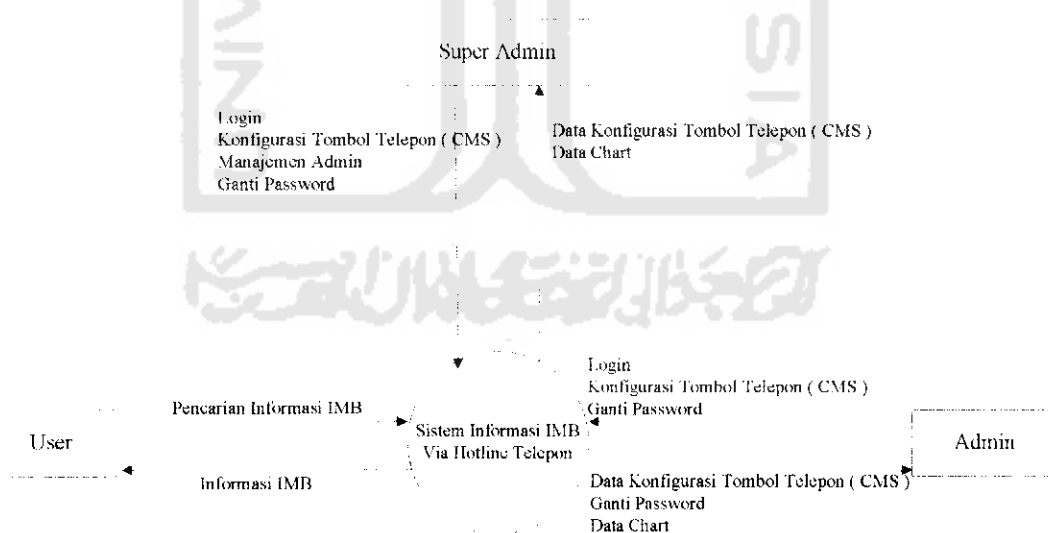 Super Admin
Login
Konfigurasi Tombol Telepon ( CMS )
Manajemen Admin
Ganti Password
Data Konfigurasi Tombol Telepon ( CMS )
Data Chart
Login
Konfigurasi Tombol Telepon ( CMS )
Ganti Password
Pencarian Informasi IMB
User
Sistem Informasi IMB
Via Hotline Telepon
Admin
Informasi IMB
Data Konfigurasi Tombol Telepon ( CMS )
Ganti Password
Data Chart